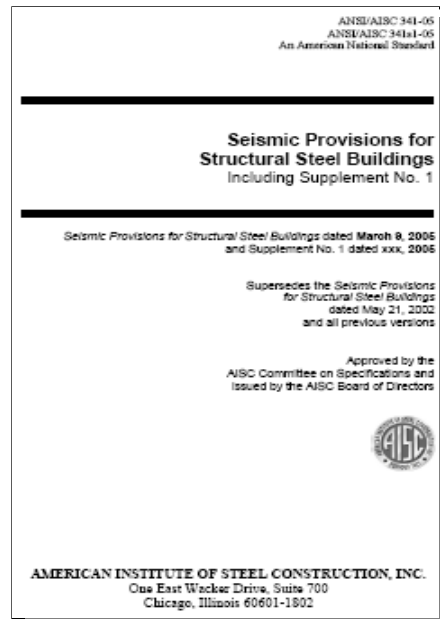 ANSI/AISC 341-05
ANSI/AISC 341s1-05
An American National Standard
Seismic Provisions for
Structural Steel Buildings
Including Supplement No. 1
Seismic Provisions for Structural Steel Buildings dated March 9, 2005
and Supplement No. 1 dated xxx, 2005
Supersedes the Seismic Provisions
for Structural Steel Buildings
dated May 21, 2002
and all previous versions
Approved by the
AISC Committee on Specifications and
Issued by the AISC Board of Directors
AISC
AMERICAN INSTITUTE OF STEEL CONSTRUCTION, INC.
One East Wacker Drive, Suite 700
Chicago, Illinois 60601-1802